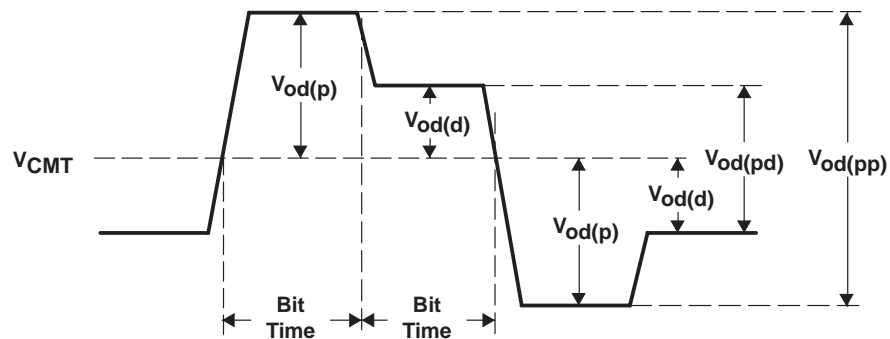 Vod(p)
Vod(d)
VCMT
Vod(pd)
Vod(pp)
Vod(d)
Vod(p)
Bit
Time
Bit
Time